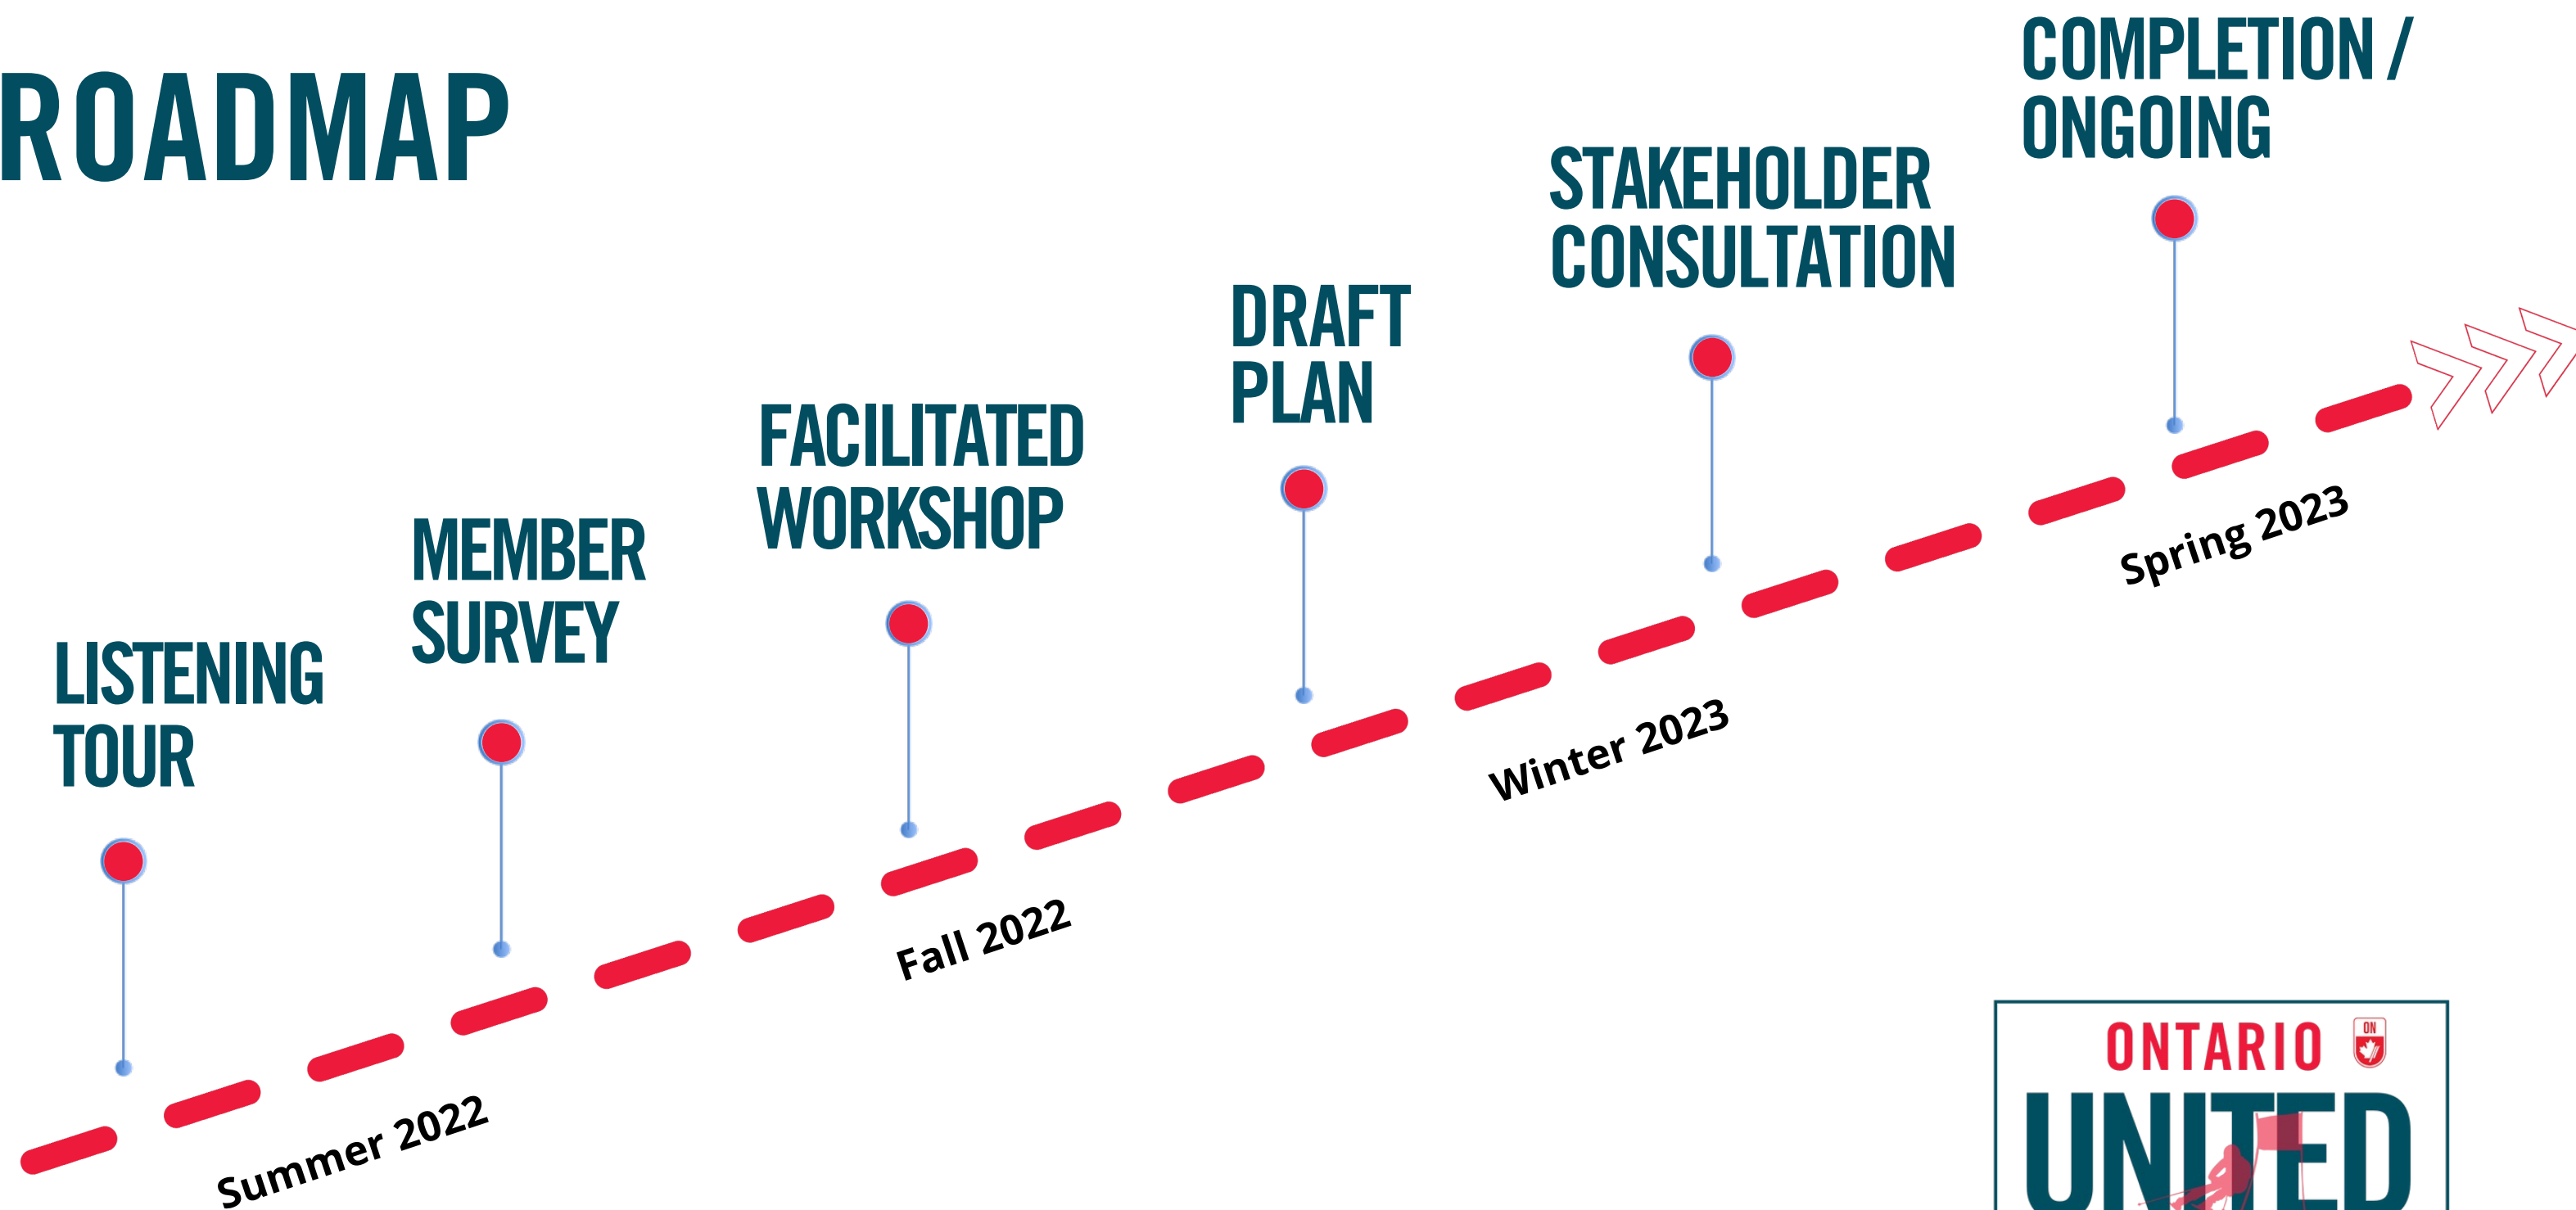 ROADMAP
COMPLETION /
ONGOING
STAKEHOLDER
CONSULTATION
DRAFT
PLAN
FACILITATED
WORKSHOP
MEMBER
SURVEY
LISTENING
TOUR
Summer 2022
Fall 2022
Winter 2023
Spring 2023
ONTARIO
ON
UNITED